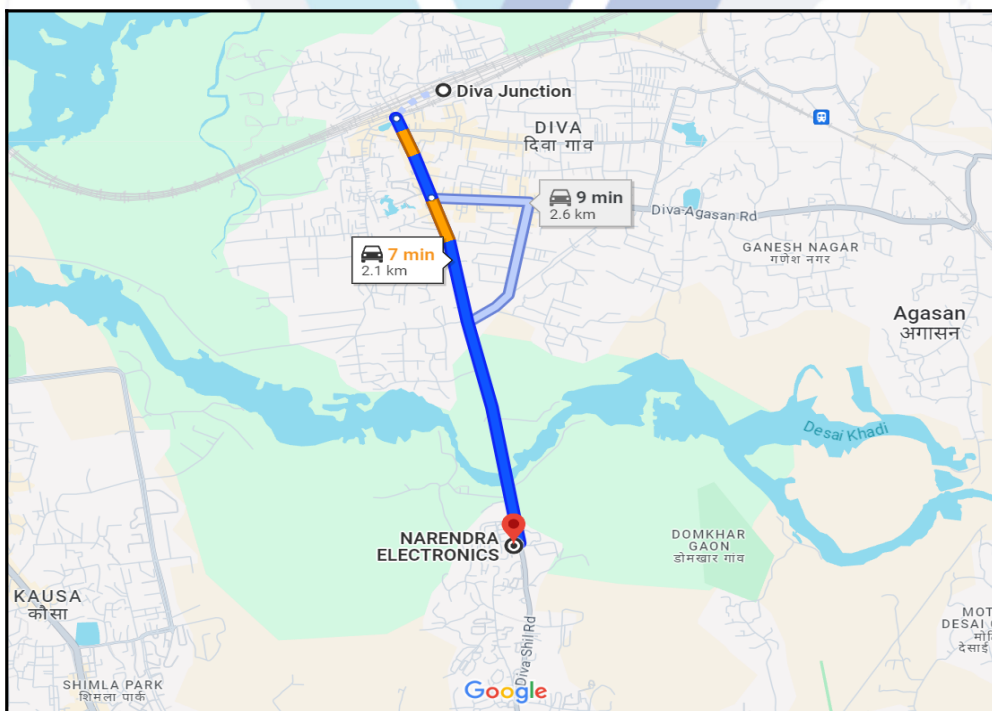 Diva Junction
DIVA
दिवा गाव
9 min
2.6 km
Diva-Agasan Rd
7 min
2.1 km
GANESH NAGAR
गणेश नगर
Agasan
अगासन
Desai Khadi
NARENDRA
ELECTRONICS
DOMKHAR
GAON
डोमखार गाव
KAUSA
कौसा
Diva Shil Rd
SHIMLA PARK
शिमला पार्क
Google